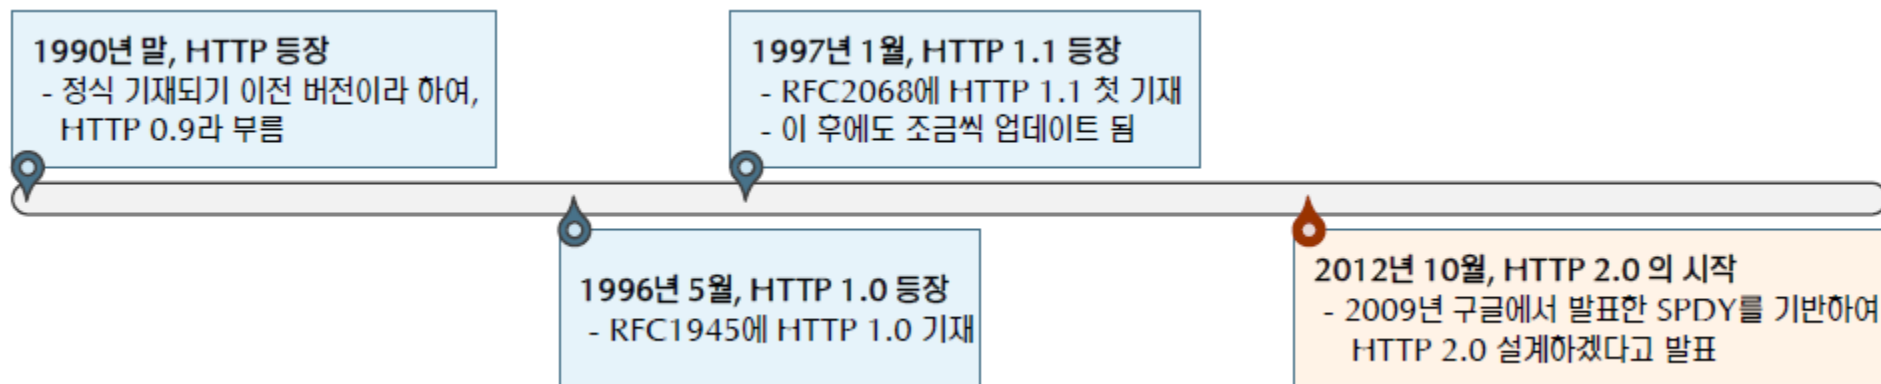 1990년 말, HTTP 등장
- 정식 기재되기 이전 버전이라 하여,
HTTP 0.9라 부름
1997년 1월, HTTP 1.1 등장
- RFC2068에 HTTP 1.1 첫 기재
- 이 후에도 조금씩 업데이트 됨
1996년 5월, HTTP 1.0 등장
- RFC1945에 HTTP 1.0 기재
2012년 10월, HTTP 2.0 의 시작
- 2009년 구글에서 발표한 SPDY를 기반하여
HTTP 2.0 설계하겠다고 발표